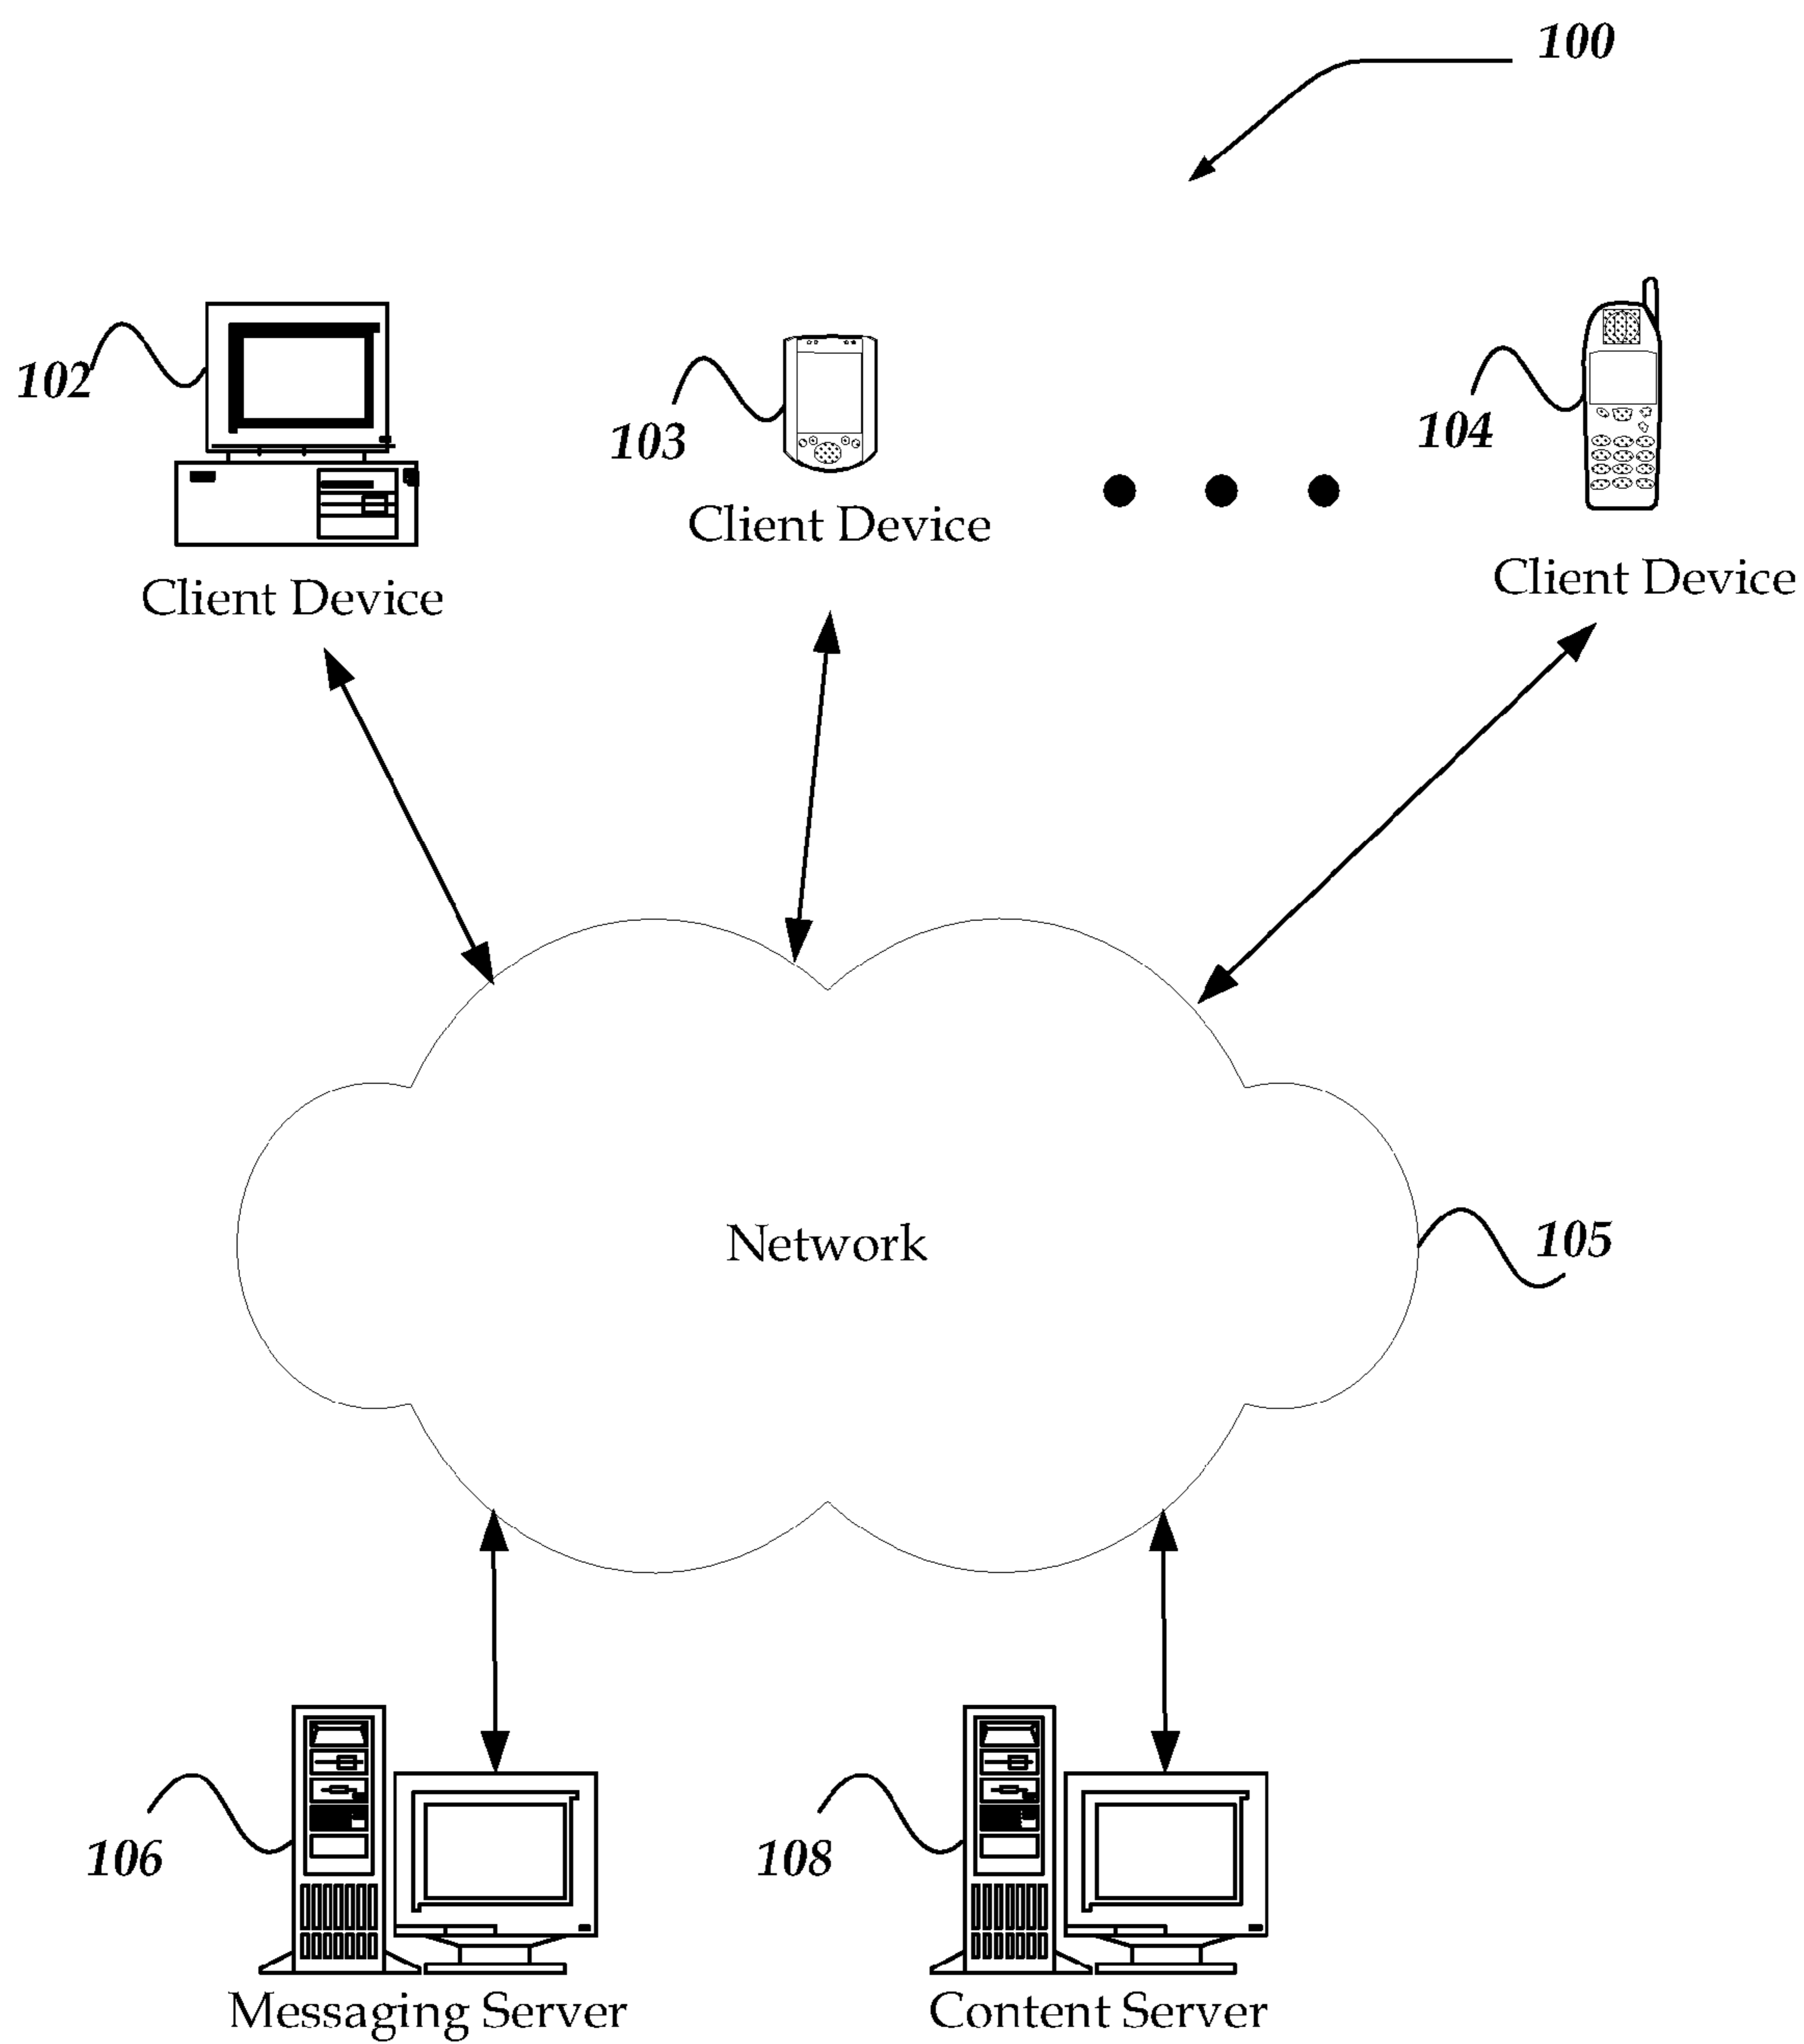 100
102
103
104
Client Device
Client Device
Client Device
Network
105
106
108
Messaging Server
Content Server